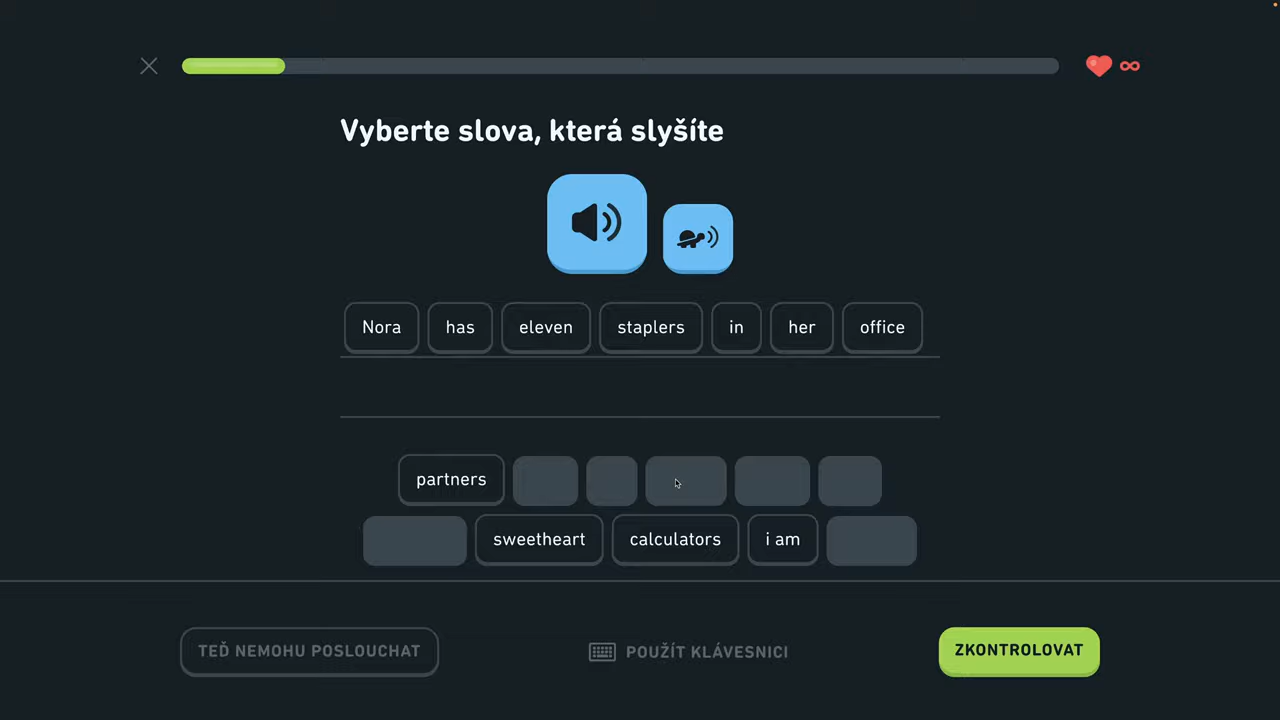 Vyberte slova, která slyšíte
Nora has eleven staplers in her office
partners
sweetheart calculators i am
TEĎ NEMOHU POSLOUCHAT POUŽÍT KLÁVESNICI ZKONTROLOVAT